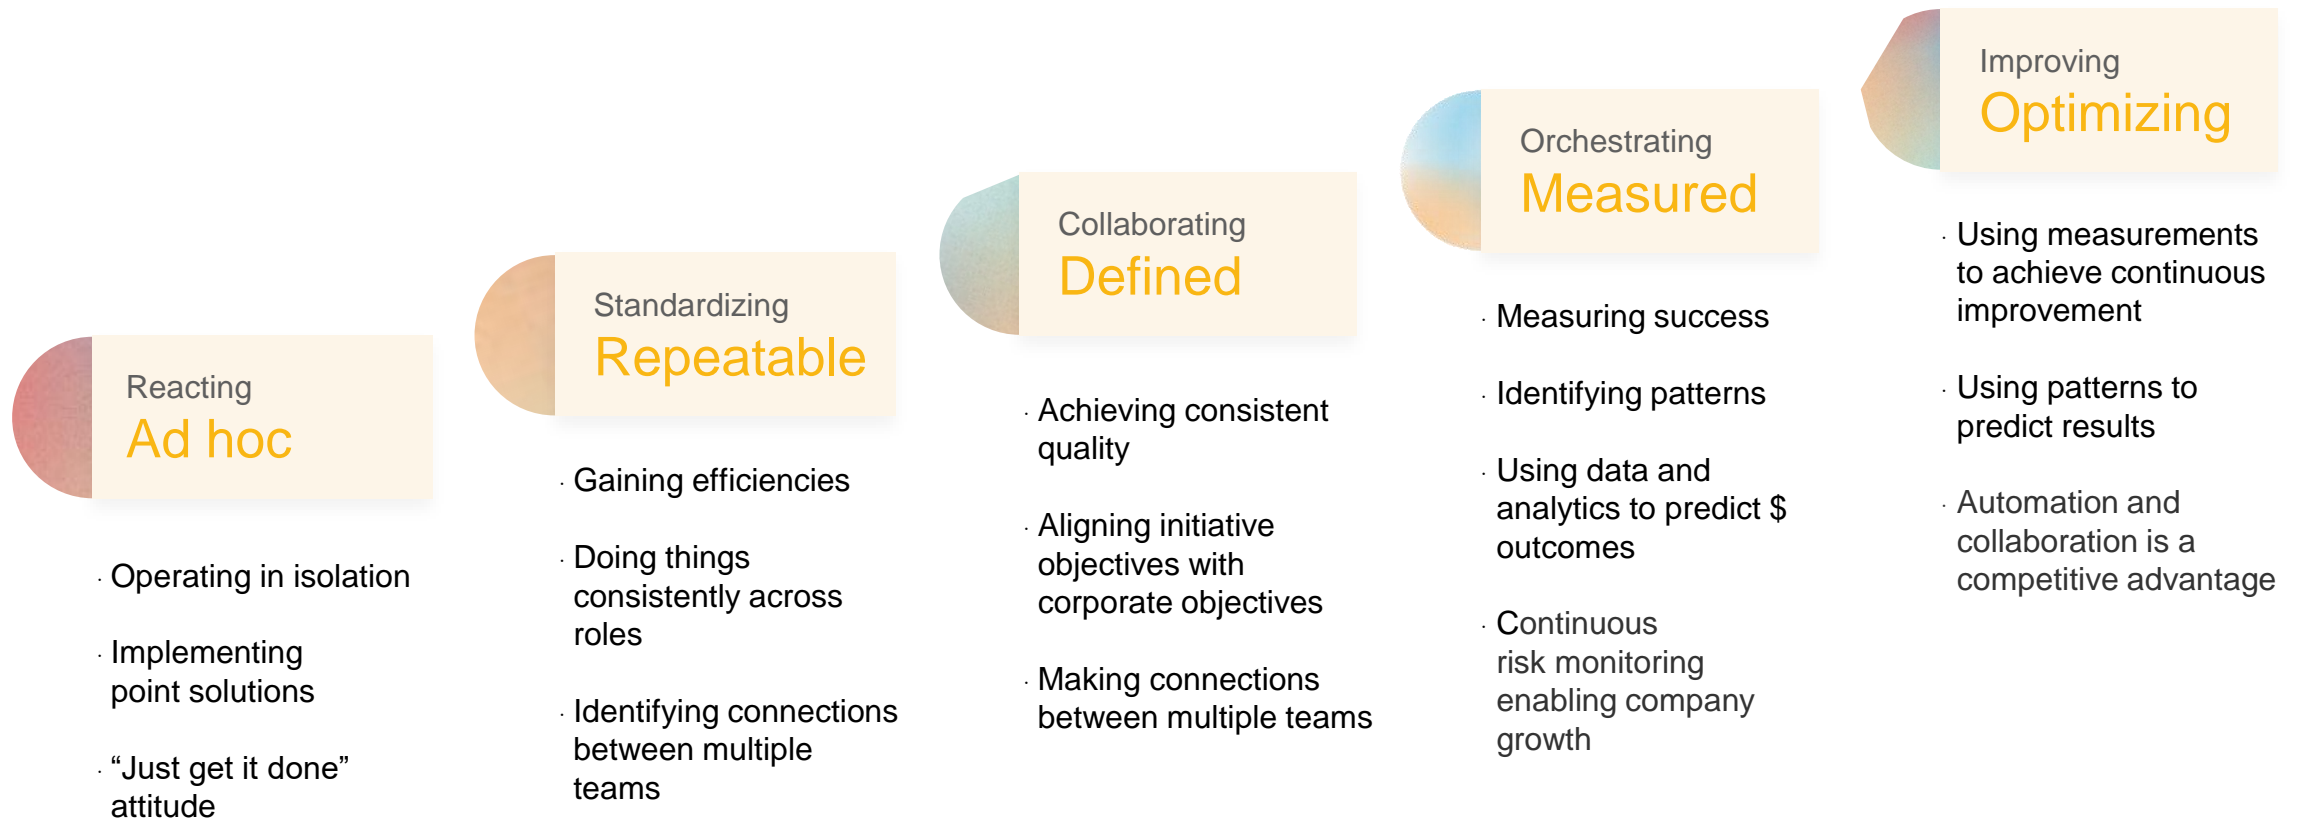 Reacting
Ad hoc
· Operating in isolation
· Implementing
point solutions
· “Just get it done”
attitude
Standardizing
Repeatable
· Gaining efficiencies
· Doing things
consistently across
roles
· Identifying connections
between multiple
teams
Collaborating
Defined
· Achieving consistent
quality
· Aligning initiative
objectives with
corporate objectives
· Making connections
between multiple teams
Orchestrating
Measured
· Measuring success
· Identifying patterns
· Using data and
analytics to predict $
outcomes
· Continuous
risk monitoring
enabling company
growth
Improving
Optimizing
· Using measurements
to achieve continuous
improvement
· Using patterns to
predict results
· Automation and
collaboration is a
competitive advantage